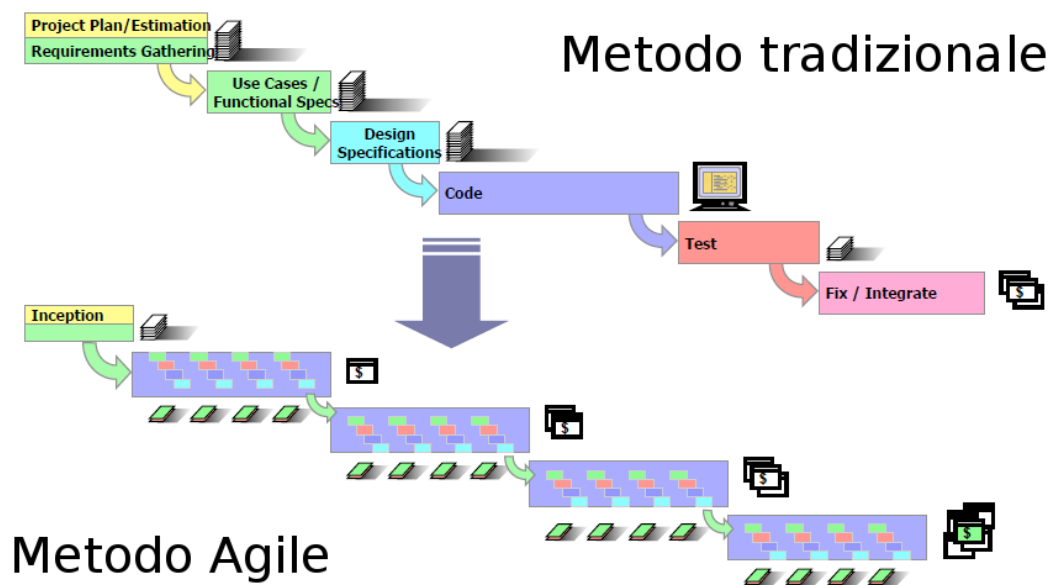 Project Plan/Estimation
Requirements Gathering
Metodo tradizionale
Use Cases /
Functional Specs
Design
Specifications
Code
Test
Fix / Integrate
$
Inception
$
$
$
$
Metodo Agile